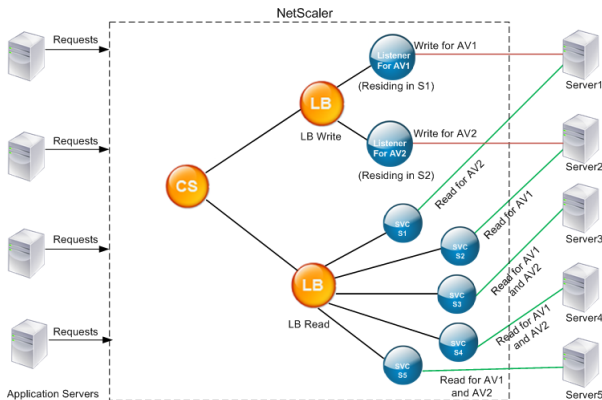 NetScaler
Requests
Requests
Requests
Requests
Application Servers
CS
LB
LB Write
LB
LB Read
Listener
For AV1
(Residing in S1)
Listener
For AV2
(Residing in S2)
SVC
S1
SVC
S2
SVC
S3
SVC
S4
SVC
S5
Write for AV1
Write for AV2
Read for AV2
Read for AV1
Read for AV1
and AV2
Read for AV1
and AV2
Read for AV1
and AV2
Server1
Server2
Server3
Server4
Server5